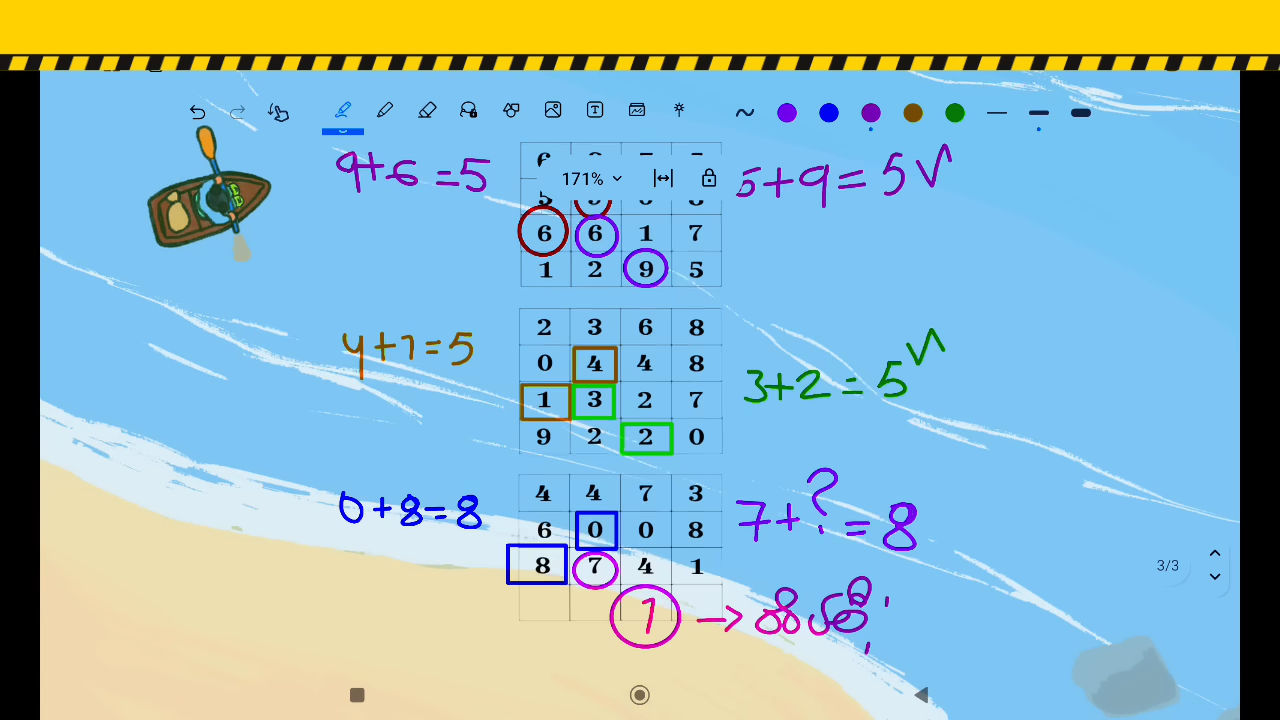 171%
9+6=5
5+9=5
6 6 1 7
1 2 9 5
2 3 6 8
0 4 4 8
1 3 2 7
9 2 2 0
4+1=5
3+2=5
4 4 7 3
6 0 0 8
8 7 4 1
1
0+8=8
7+?=8
3/3